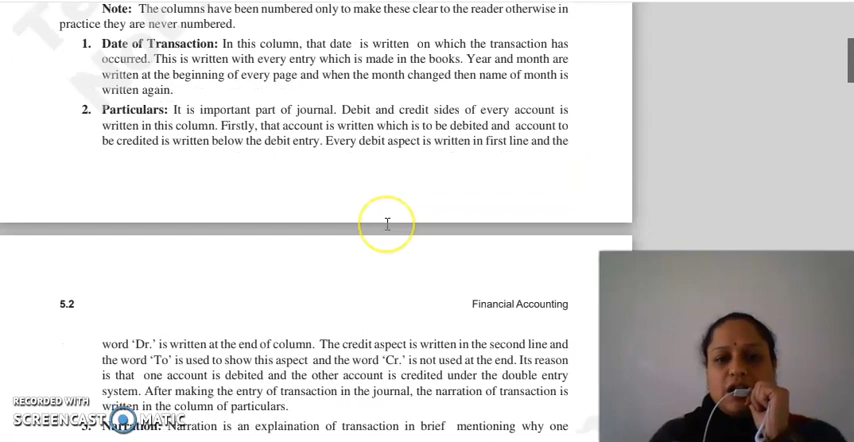 Note: The columns have been numbered only to make these clear to the reader otherwise in
practice they are never numbered.
1. Date of Transaction: In this column, that date is written on which the transaction has
occurred. This is written with every entry which is made in the books. Year and month are
written at the beginning of every page and when the month changed then name of month is
written again.
2. Particulars: It is important part of journal. Debit and credit sides of every account is
written in this column. Firstly, that account is written which is to be debited and account to
be credited is written below the debit entry. Every debit aspect is written in first line and the
5.2 Financial Accounting
word ‘Dr.’ is written at the end of column. The credit aspect is written in the second line and
the word ‘To’ is used to show this aspect and the word ‘Cr.’ is not used at the end. Its reason
is that one account is debited and the other account is credited under the double entry
system. After making the entry of transaction in the journal, the narration of transaction is
written in the column of particulars.
RECORDED WITH
SCREENCAST MATIC
3. Narration: Narration is an explaination of transaction in brief mentioning why one